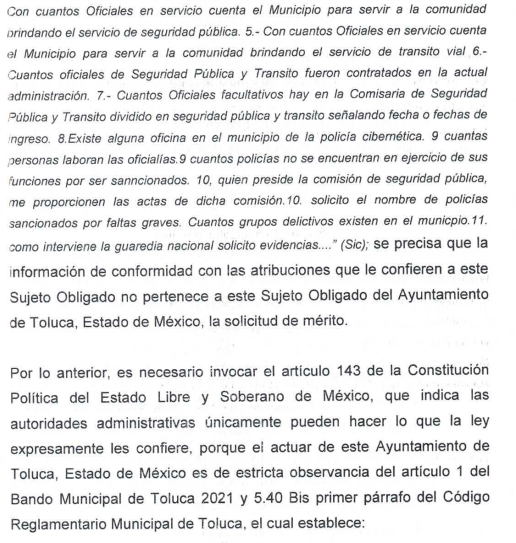 Con cuantos Oficiales en servicio cuenta el Municipio para servir a la comunidad
brindando el servicio de seguridad pública. 5.- Con cuantos Oficiales en servicio cuenta
el Municipio para servir a la comunidad brindando el servicio de transito vial 6.-
Cuantos oficiales de Seguridad Pública y Transito fueron contratados en la actual
administración. 7.- Cuantos Oficiales facultativos hay en la Comisaria de Seguridad
Pública y Transito dividido en seguridad pública y transito señalando fecha o fechas de
ingreso. 8.Existe alguna oficina en el municipio de la policía cibernética. 9 cuantas
personas laboran las oficialías.9 cuantos policías no se encuentran en ejercicio de sus
funciones por ser sanncionados. 10, quien preside la comisión de seguridad pública,
me proporcionen las actas de dicha comisión.10. solicito el nombre de policías
sancionados por faltas graves. Cuantos grupos delictivos existen en el municpio.11.
como interviene la guaredia nacional solicito evidencias...." (Sic); se precisa que la
información de conformidad con las atribuciones que le confieren a este
Sujeto Obligado no pertenece a este Sujeto Obligado del Ayuntamiento
de Toluca, Estado de México, la solicitud de mérito.
Por lo anterior, es necesario invocar el artículo 143 de la Constitución
Política del Estado Libre y Soberano de México, que indica las
autoridades administrativas únicamente pueden hacer lo que la ley
expresamente les confiere, porque el actuar de este Ayuntamiento de
Toluca, Estado de México es de estricta observancia del artículo 1 del
Bando Municipal de Toluca 2021 y 5.40 Bis primer párrafo del Código
Reglamentario Municipal de Toluca, el cual establece: